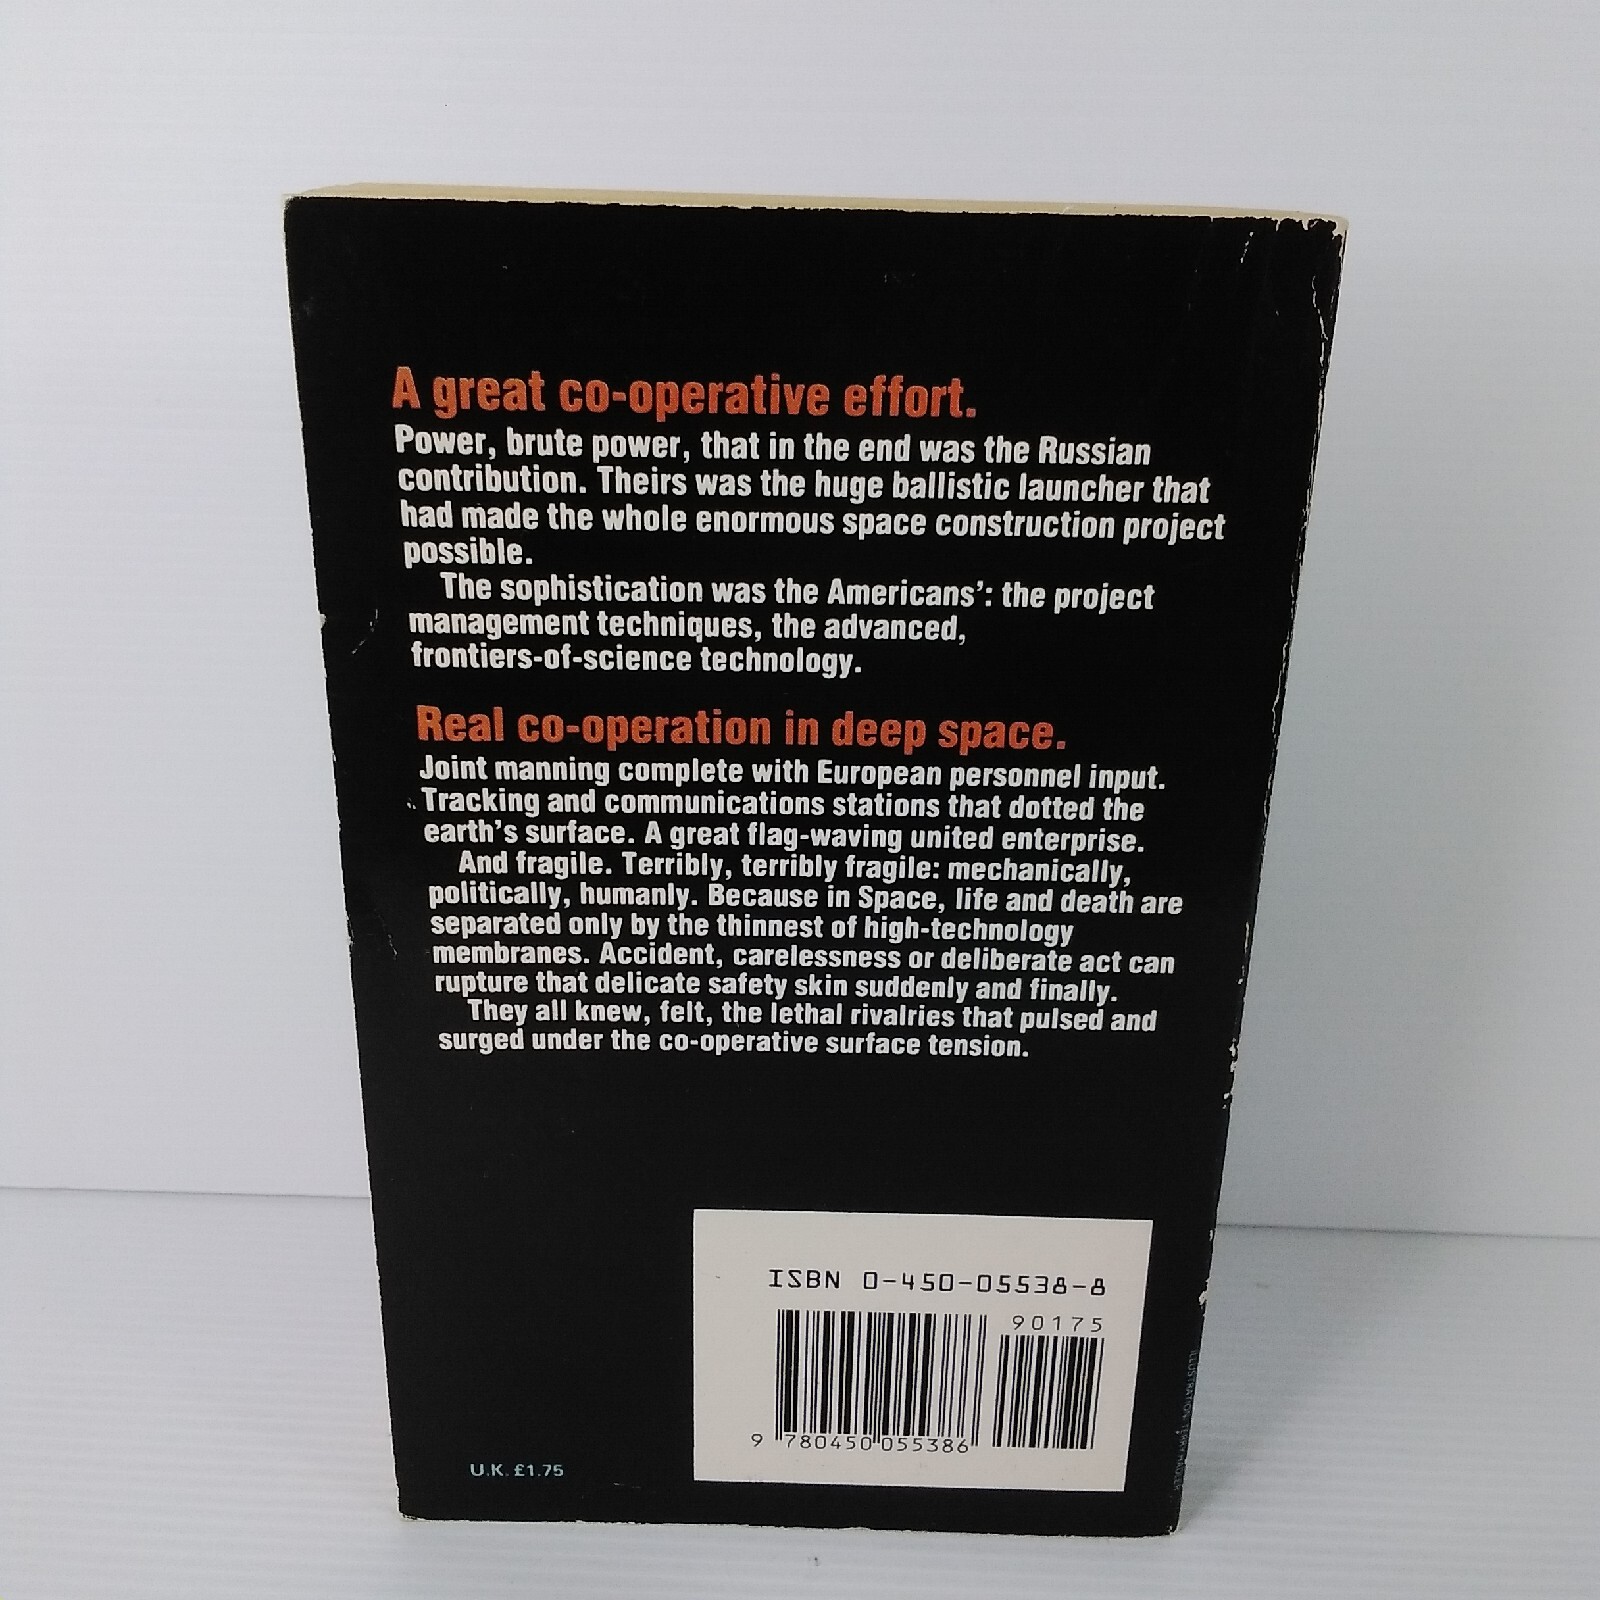 A great co-operative effort.
Power, brute power, that in the end was the Russian
contribution. Theirs was the huge ballistic launcher that
had made the whole enormous space construction project
possible.
The sophistication was the Americans’: the project
management techniques, the advanced,
frontiers-of-science technology.
Real co-operation in deep space.
Joint manning complete with European personnel input.
Tracking and communications stations that dotted the
earth’s surface. A great flag-waving united enterprise.
And fragile. Terribly, terribly fragile: mechanically,
politically, humanly. Because in Space, life and death are
separated only by the thinnest of high-technology
membranes. Accident, carelessness or deliberate act can
rupture that delicate safety skin suddenly and finally.
They all knew, felt, the lethal rivalries that pulsed and
surged under the co-operative surface tension.
ISBN 0-450-05538-8
90175
9 780450 055386
U.K. £1.75
ILLUSTRATION